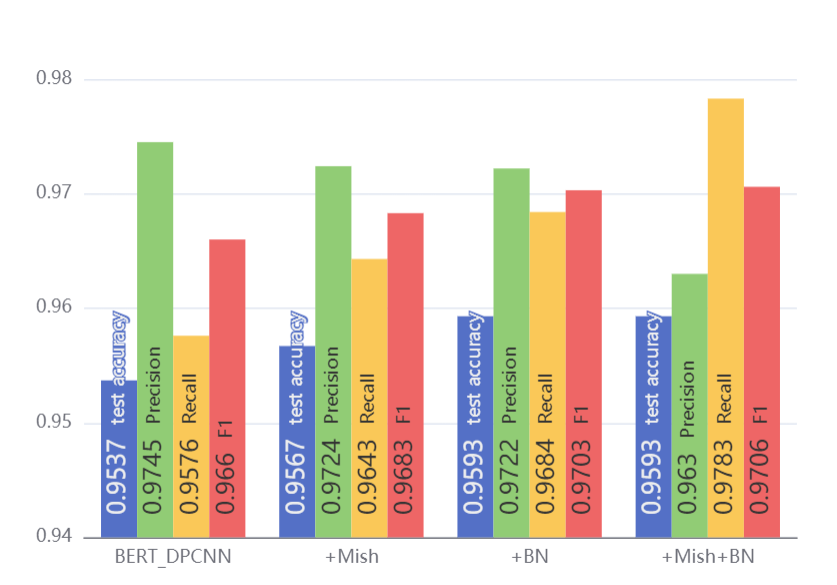 0.98
0.97
0.96
0.95
0.94
0.9537 test accuracy
0.9745 Precision
0.9576 Recall
0.966 F1
0.9567 test accuracy
0.9724 Precision
0.9643 Recall
0.9683 F1
0.9593 test accuracy
0.9722 Precision
0.9684 Recall
0.9703 F1
0.9593 test accuracy
0.963 Precision
0.9783 Recall
0.9706 F1
BERT_DPCNN
+Mish
+BN
+Mish+BN